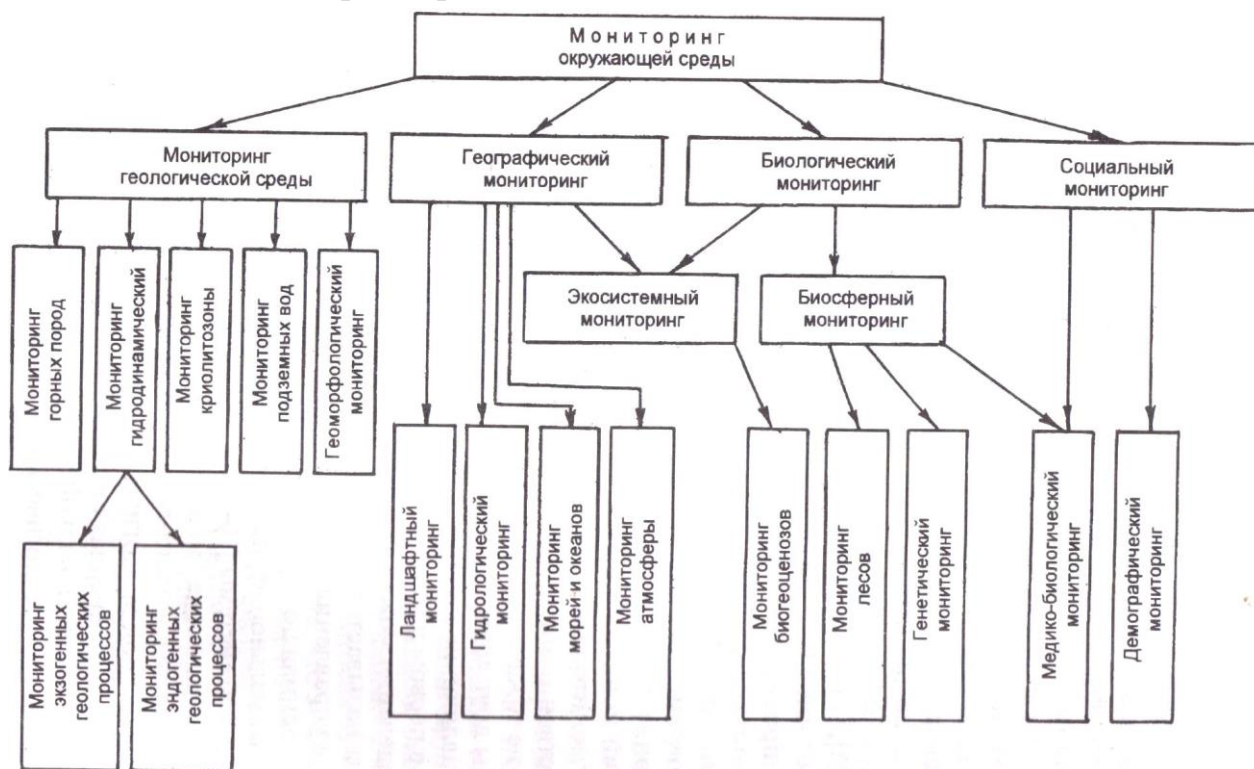 Мониторинг
окружающей среды
Мониторинг
геологической среды
Географический
мониторинг
Биологический
мониторинг
Социальный
мониторинг
Экосистемный
мониторинг
Биосферный
мониторинг
Мониторинг
горных пород
Мониторинг
гидродинамический
Мониторинг
криолитозоны
Мониторинг
подземных вод
Геоморфологический
мониторинг
Мониторинг
экзогенных
геологических
процессов
Мониторинг
эндогенных
геологических
процессов
Ландшафтный
мониторинг
Гидрологический
мониторинг
Мониторинг
морей и океанов
Мониторинг
атмосферы
Мониторинг
биогеоценозов
Мониторинг
лесов
Генетический
мониторинг
Медико-биологический
мониторинг
Демографический
мониторинг